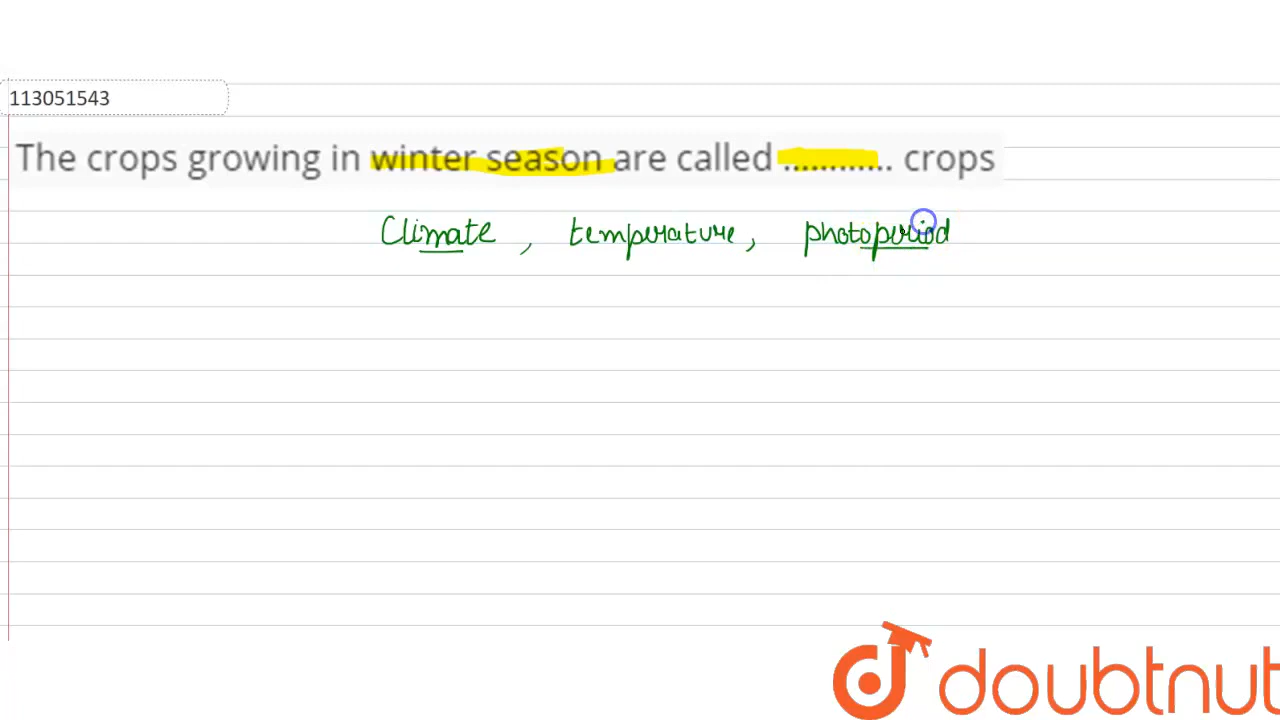 113051543
The crops growing in winter season are called ............. crops
Climate , temperature , photoperiod
doubtnut